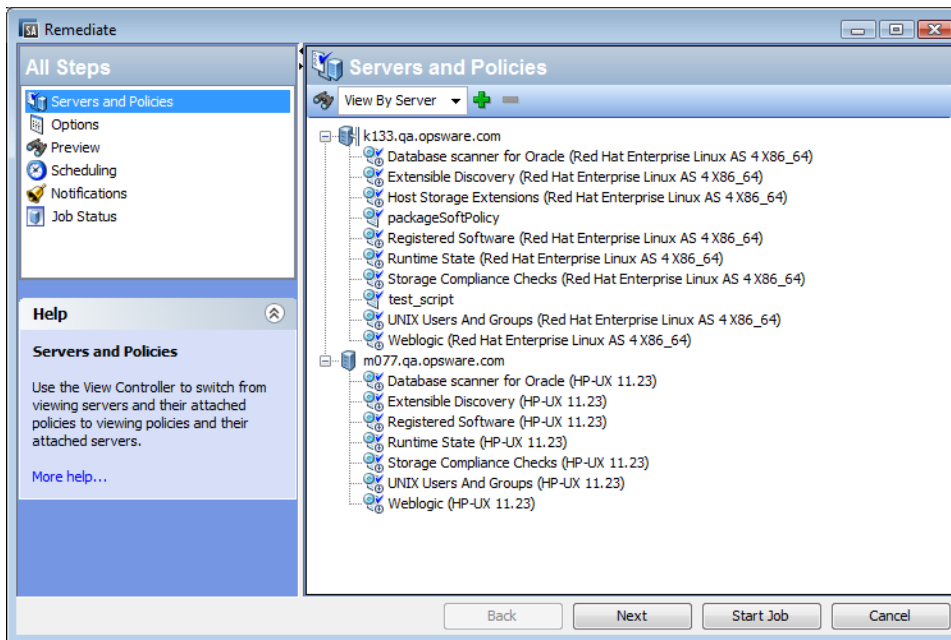 SA Remediate
All Steps
Servers and Policies
Options
Preview
Scheduling
Notifications
Job Status
Help
Servers and Policies
Use the View Controller to switch from
viewing servers and their attached
policies to viewing policies and their
attached servers.
More help...
Servers and Policies
View By Server
k133.qa.opsware.com
Database scanner for Oracle (Red Hat Enterprise Linux AS 4 X86_64)
Extensible Discovery (Red Hat Enterprise Linux AS 4 X86_64)
Host Storage Extensions (Red Hat Enterprise Linux AS 4 X86_64)
packageSoftPolicy
Registered Software (Red Hat Enterprise Linux AS 4 X86_64)
Runtime State (Red Hat Enterprise Linux AS 4 X86_64)
Storage Compliance Checks (Red Hat Enterprise Linux AS 4 X86_64)
test_script
UNIX Users And Groups (Red Hat Enterprise Linux AS 4 X86_64)
Weblogic (Red Hat Enterprise Linux AS 4 X86_64)
m077.qa.opsware.com
Database scanner for Oracle (HP-UX 11.23)
Extensible Discovery (HP-UX 11.23)
Registered Software (HP-UX 11.23)
Runtime State (HP-UX 11.23)
Storage Compliance Checks (HP-UX 11.23)
UNIX Users And Groups (HP-UX 11.23)
Weblogic (HP-UX 11.23)
Back Next Start Job Cancel